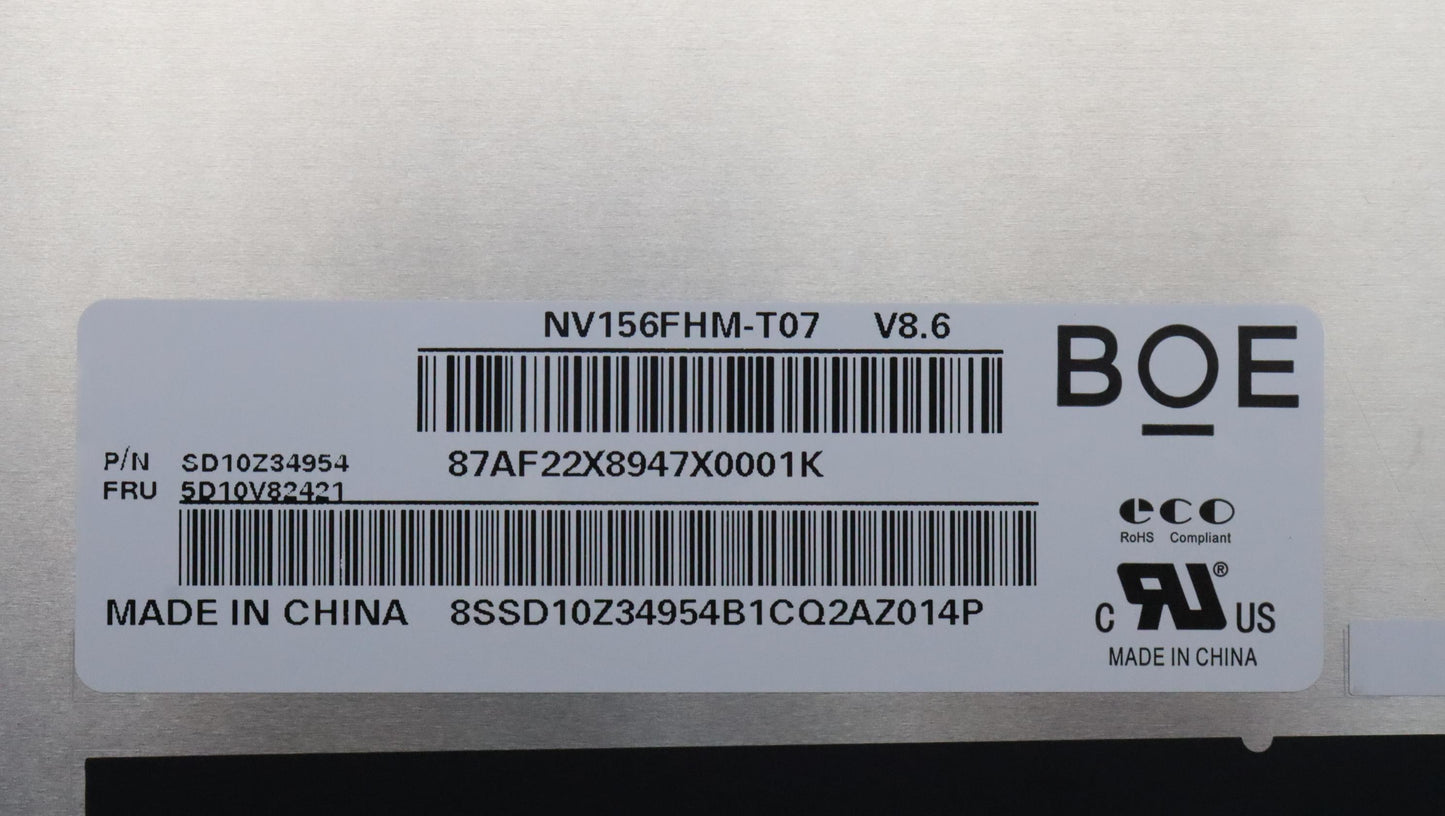 NV156FHM-T07 V8.6
BOE
P/N SD10Z34954
87AF22X8947X0001K
FRU 5D10V82421
eco
RoHS Compliant
MADE IN CHINA 8SSD10Z34954B1CQ2AZ014P
C RU® US
MADE IN CHINA